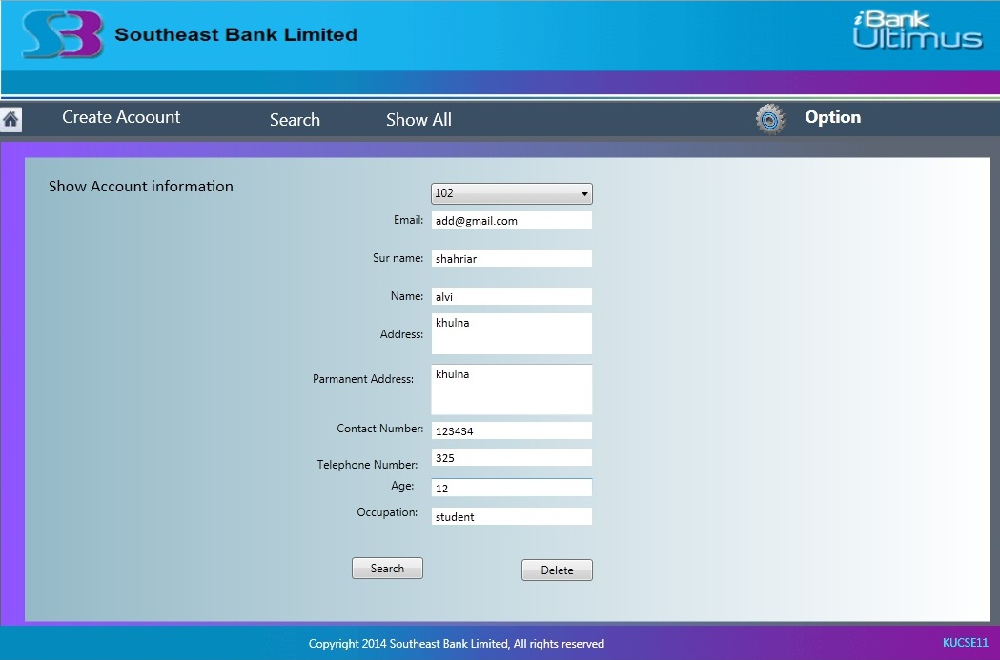 SB Southeast Bank Limited
iBank
Ultimus
Create Acoount Search Show All Option
Show Account information
102
Email: add@gmail.com
Sur name: shahriar
Name: alvi
Address: khulna
Parmanent Address: khulna
Contact Number: 123434
Telephone Number: 325
Age: 12
Occupation: student
Search Delete
Copyright 2014 Southeast Bank Limited, All rights reserved KUCSE11